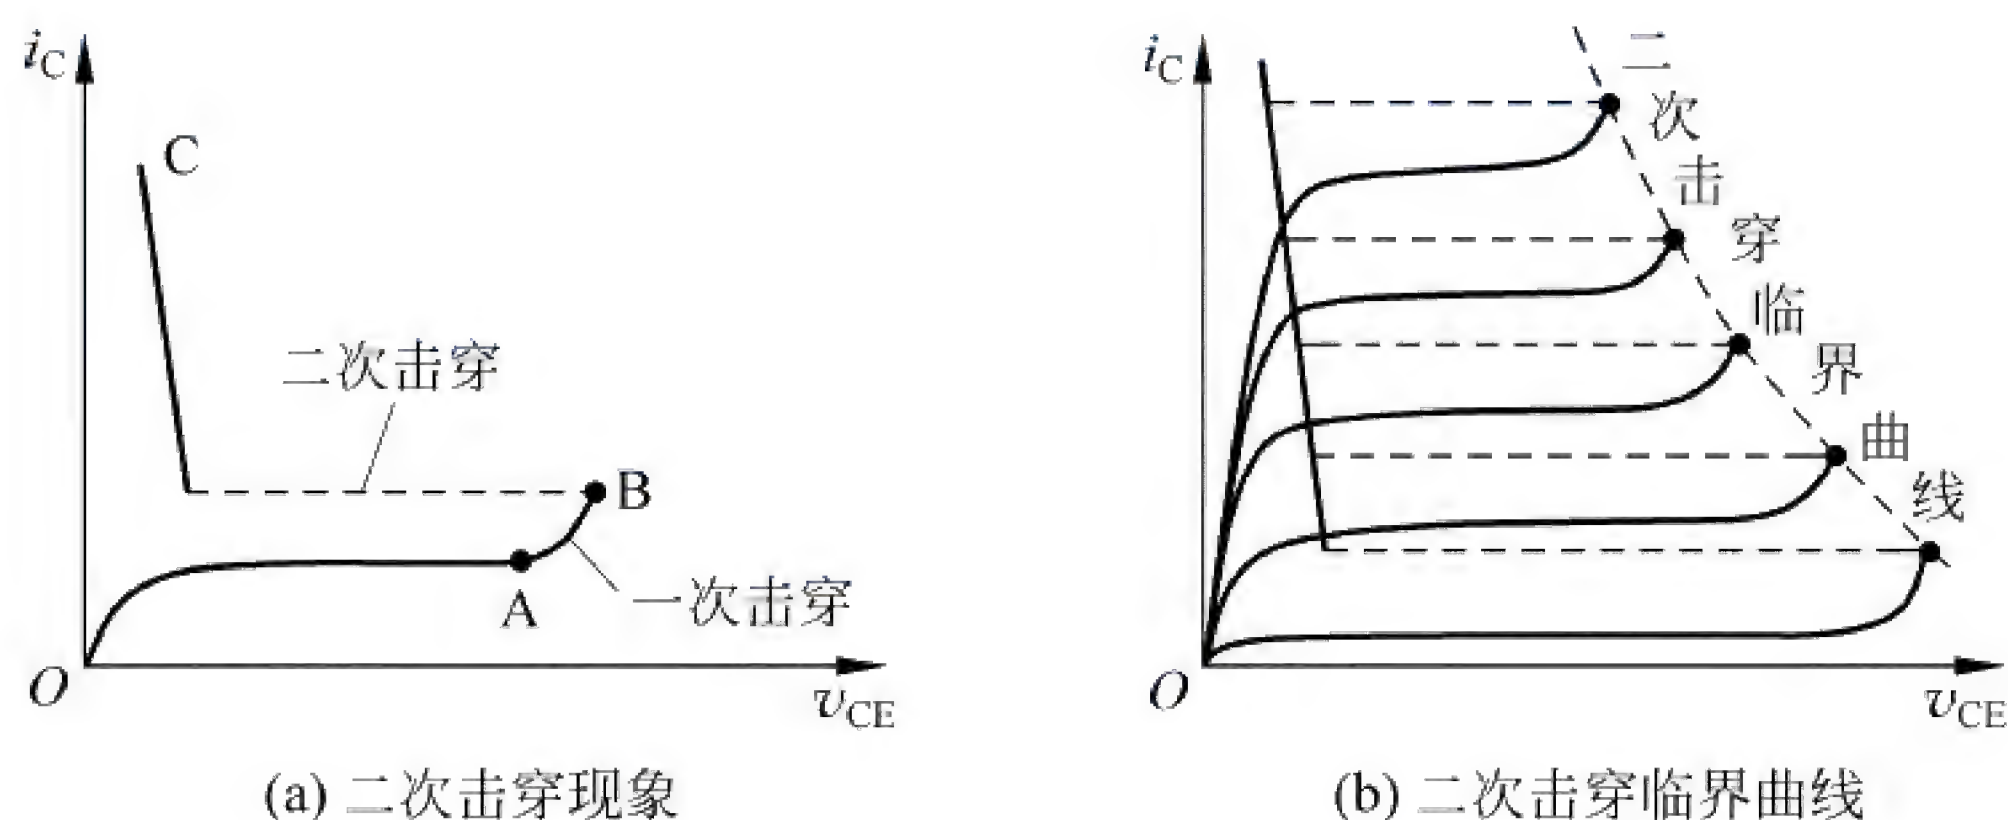 iC
C
二次击穿
B
A
一次击穿
O
vCE
(a) 二次击穿现象
iC
二次击穿临界曲线
O
vCE
(b) 二次击穿临界曲线